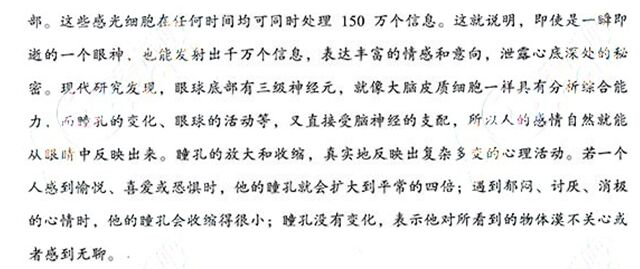 部。这些感光细胞在任何时间均可同时处理 150 万个信息。这就说明，即使是一瞬即
逝的一个眼神，也能发射出千万个信息，表达丰富的情感和意向，泄露心底深处的秘
密。现代研究发现，眼球底部有三级神经元，就像大脑皮质细胞一样具有分析综合能
力，而瞳孔的变化、眼球的活动等，又直接受脑神经的支配，所以人的感情自然就能
从眼睛中反映出来。瞳孔的放大和收缩，真实地反映出复杂多变的心理活动。若一个
人感到愉悦、喜爱或恐惧时，他的瞳孔就会扩大到平常的四倍；遇到郁闷、讨厌、消极
的心情时，他的瞳孔会收缩得很小；瞳孔没有变化，表示他对所看到的物体漠不关心或
者感到无聊。